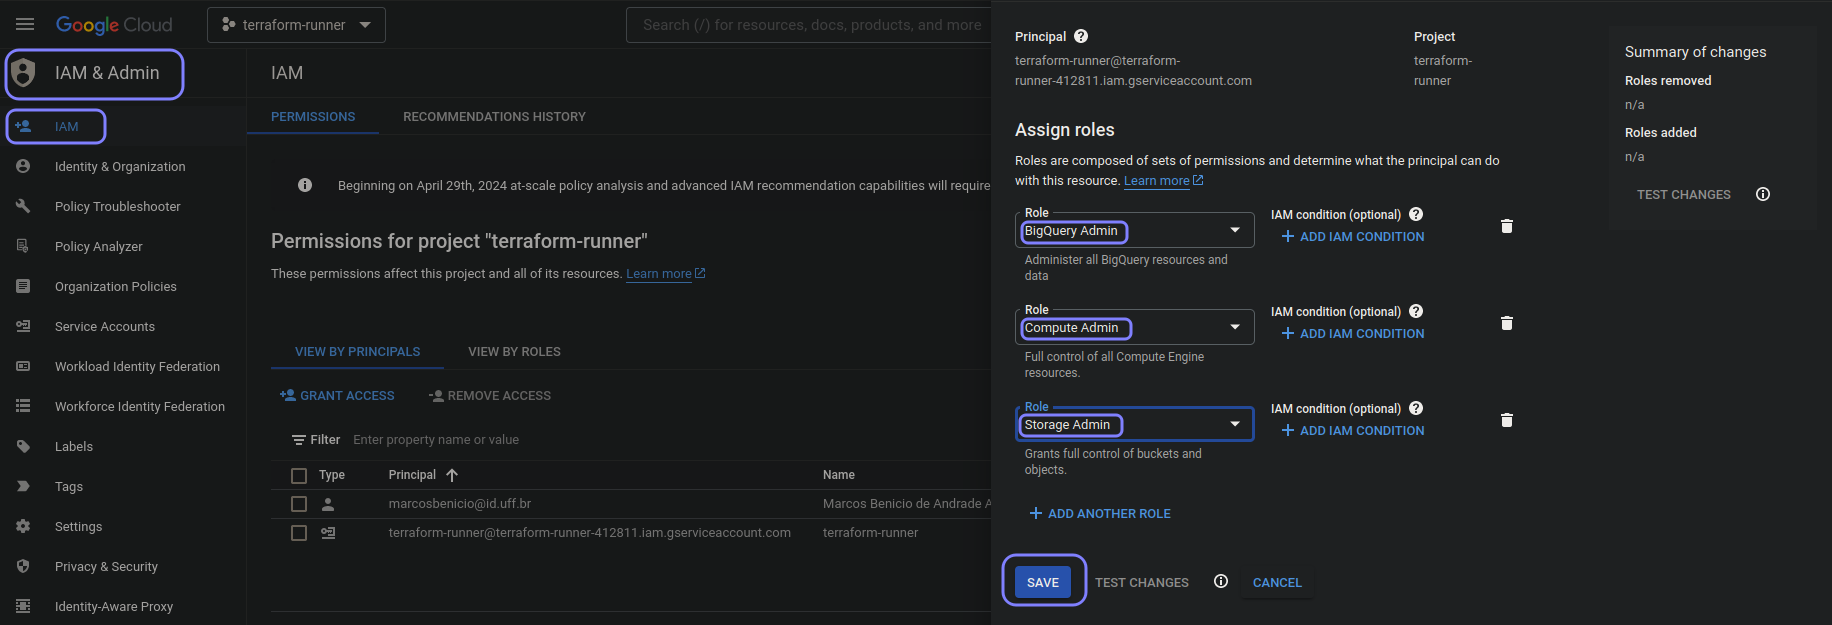 Google Cloud
terraform-runner
Search (/) for resources, docs, products, and more
IAM & Admin
IAM
Identity & Organization
Policy Troubleshooter
Policy Analyzer
Organization Policies
Service Accounts
Workload Identity Federation
Workforce Identity Federation
Labels
Tags
Settings
Privacy & Security
Identity-Aware Proxy
IAM
PERMISSIONS
RECOMMENDATIONS HISTORY
Beginning on April 29th, 2024 at-scale policy analysis and advanced IAM recommendation capabilities will require
Permissions for project "terraform-runner"
These permissions affect this project and all of its resources. Learn more
VIEW BY PRINCIPALS
VIEW BY ROLES
GRANT ACCESS
REMOVE ACCESS
Filter Enter property name or value
Type Principal Name
marcosbenicio@id.uff.br Marcos Benicio de Andrade A
terraform-runner@terraform-runner-412811.iam.gserviceaccount.com terraform-runner
Principal
terraform-runner@terraform-
runner-412811.iam.gserviceaccount.com
Project
terraform-
runner
Assign roles
Roles are composed of sets of permissions and determine what the principal can do
with this resource. Learn more
Role
BigQuery Admin
Administer all BigQuery resources and
data
IAM condition (optional)
ADD IAM CONDITION
Role
Compute Admin
Full control of all Compute Engine
resources.
IAM condition (optional)
ADD IAM CONDITION
Role
Storage Admin
Grants full control of buckets and
objects.
IAM condition (optional)
ADD IAM CONDITION
ADD ANOTHER ROLE
SAVE
TEST CHANGES
CANCEL
Summary of changes
Roles removed
n/a
Roles added
n/a
TEST CHANGES